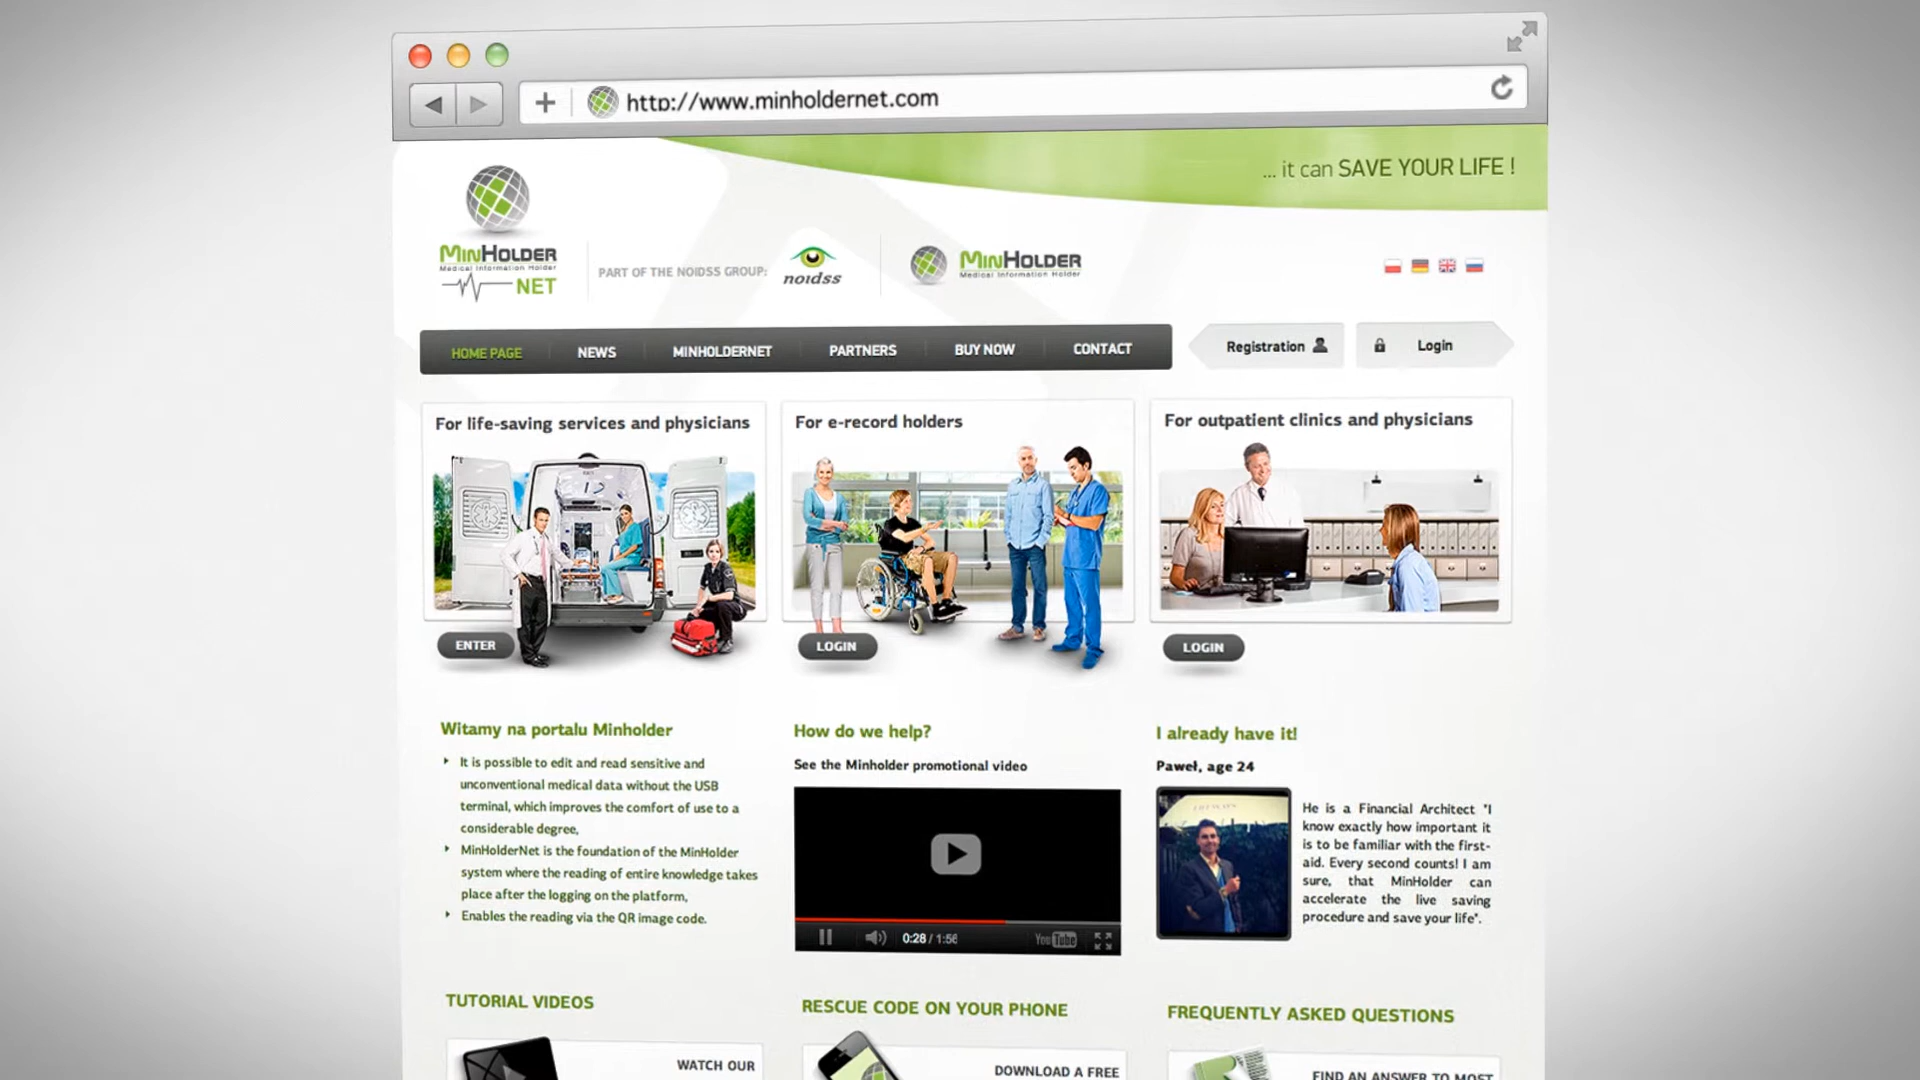 http://www.minholdernet.com
... it can SAVE YOUR LIFE !
MINHOLDER
Medical Information Holder
NET
PART OF THE NOIDSS GROUP:
noidss
MINHOLDER
Medical Information Holder
HOME PAGE
NEWS
MINHOLDERNET
PARTNERS
BUY NOW
CONTACT
Registration
Login
For life-saving services and physicians
For e-record holders
For outpatient clinics and physicians
ENTER
LOGIN
LOGIN
Witamy na portalu Minholder
It is possible to edit and read sensitive and
unconventional medical data without the USB
terminal, which improves the comfort of use to a
considerable degree,
MinHolderNet is the foundation of the MinHolder
system where the reading of entire knowledge takes
place after the logging on the platform,
Enables the reading via the QR image code.
How do we help?
See the Minholder promotional video
0:28 / 1:56
YouTube
I already have it!
Paweł, age 24
He is a Financial Architect "I
know exactly how important it
is to be familiar with the first-
aid. Every second counts! I am
sure, that MinHolder can
accelerate the live saving
procedure and save your life".
TUTORIAL VIDEOS
WATCH OUR
RESCUE CODE ON YOUR PHONE
DOWNLOAD A FREE
FREQUENTLY ASKED QUESTIONS
FIND AN ANSWER TO MOST